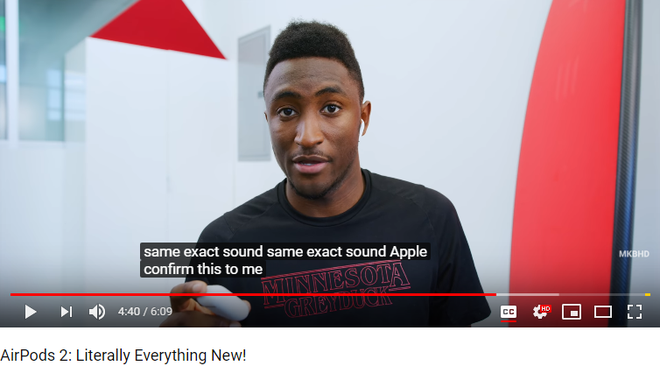 MKBHD
same exact sound same exact sound Apple
confirm this to me
MINNESOTA
GREYDUCK
4:40 / 6:09
CC
HD
AirPods 2: Literally Everything New!